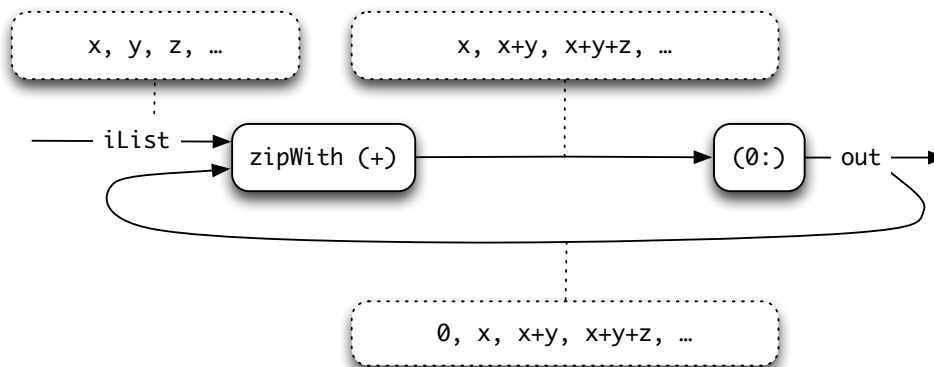 x, y, z, …
x, x+y, x+y+z, …
iList
zipWith (+)
(0:)
out
0, x, x+y, x+y+z, …